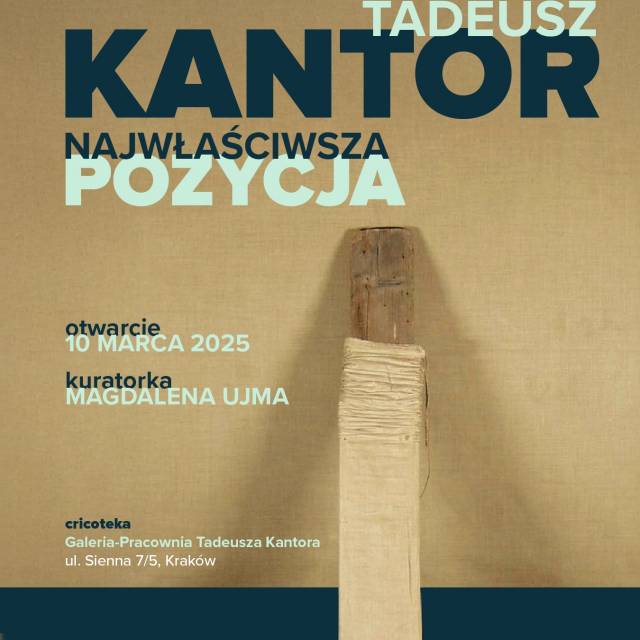 TADEUSZ
KANTOR
NAJWŁAŚCIWSZA
POZYCJA
otwarcie
10 MARCA 2025
kuratorka
MAGDALENA UJMA
cricoteka
Galeria-Pracownia Tadeusza Kantora
ul. Sienna 7/5, Kraków